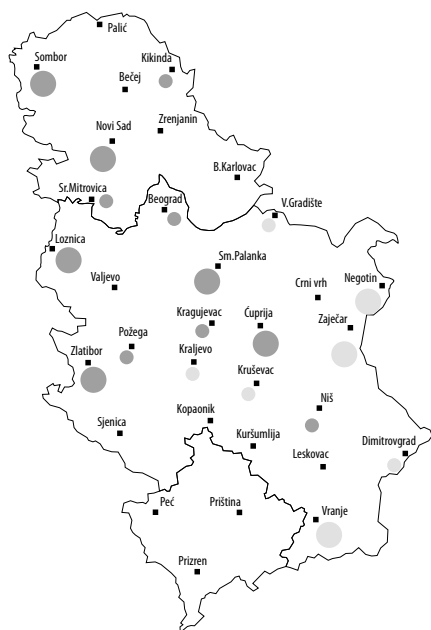 Palić
Sombor
Kikinda
Bečej
Novi Sad
Zrenjanin
B.Karlovac
Sr.Mitrovica
Beograd
V.Gradište
Loznica
Sm.Palanka
Valjevo
Crni vrh
Negotin
Kragujevac
Ćuprija
Zaječar
Požega
Zlatibor
Kraljevo
Kruševac
Niš
Kopaonik
Sjenica
Kuršumlija
Dimitrovgrad
Leskovac
Peć
Priština
Vranje
Prizren